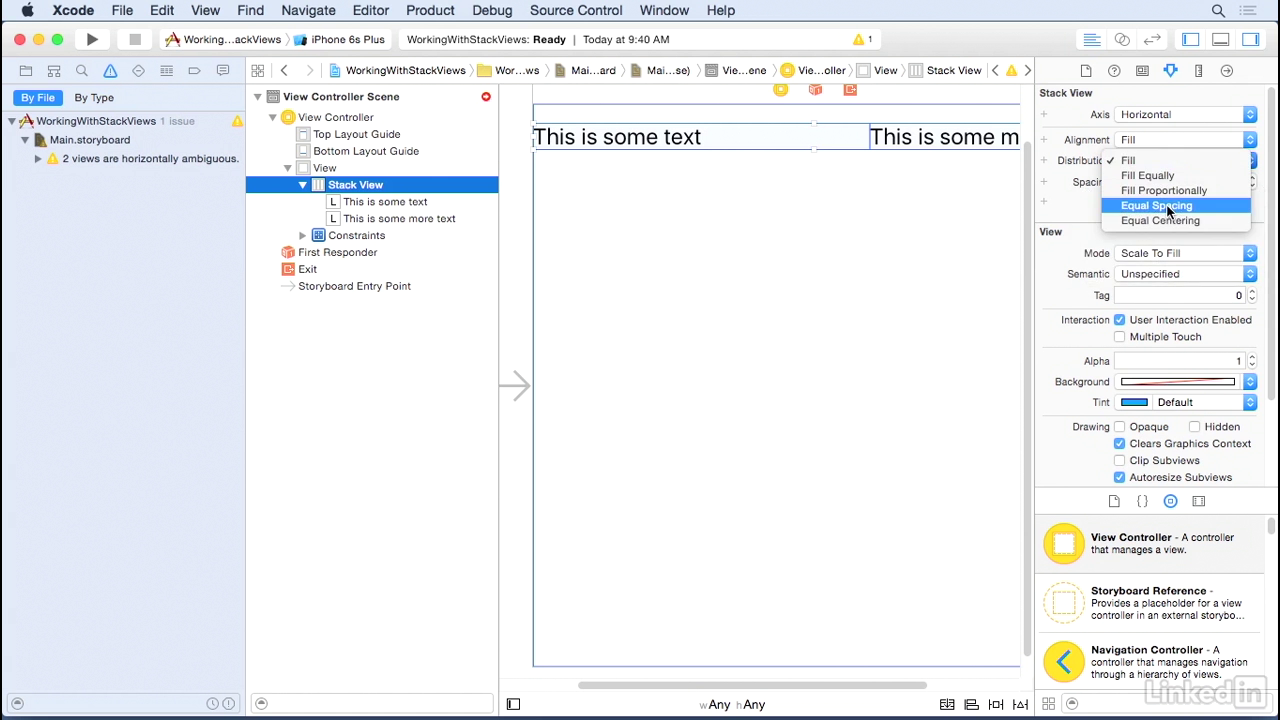 Xcode File Edit View Find Navigate Editor Product Debug Source Control Window Help
Working...ackViews iPhone 6s Plus WorkingWithStackViews: Ready | Today at 9:40 AM 1
WorkingWithStackViews Wor...ws Mai...ard Mai...se) Vie...ene Vie...oller View Stack View
By File By Type
WorkingWithStackViews 1 issue
Main.storyboard
2 views are horizontally ambiguous.
View Controller Scene
View Controller
Top Layout Guide
Bottom Layout Guide
View
Stack View
L This is some text
L This is some more text
Constraints
First Responder
Exit
Storyboard Entry Point
This is some text This is some m
wAny hAny
Stack View
Axis Horizontal
Alignment Fill
Distributio Fill
Fill Equally
Spacin
Fill Proportionally
Equal Spacing
Equal Centering
View
Mode Scale To Fill
Semantic Unspecified
Tag 0
Interaction User Interaction Enabled
Multiple Touch
Alpha 1
Background
Tint Default
Drawing Opaque Hidden
Clears Graphics Context
Clip Subviews
Autoresize Subviews
View Controller - A controller
that manages a view.
Storyboard Reference -
Provides a placeholder for a view
controller in an external storybo...
Navigation Controller - A
controller that manages navigation
through a hierarchy of views.
Linked in